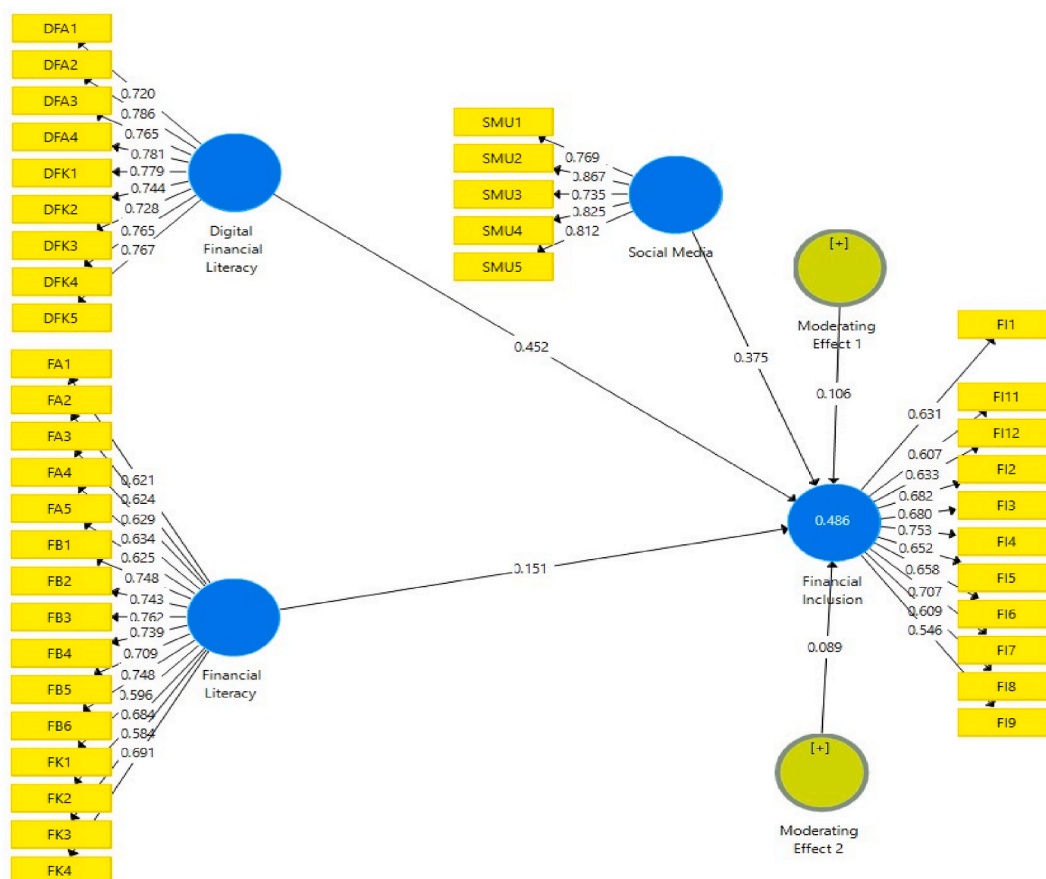 DFA1
DFA2
DFA3
DFA4
DFK1
DFK2
DFK3
DFK4
DFK5
0.720
0.786
0.765
0.781
0.779
0.744
0.728
0.765
0.767
Digital
Financial
Literacy
SMU1
SMU2
SMU3
SMU4
SMU5
0.769
0.867
0.735
0.825
0.812
Social Media
[+]
Moderating
Effect 1
0.452
0.375
0.106
FA1
FA2
FA3
FA4
FA5
FB1
FB2
FB3
FB4
FB5
FB6
FK1
FK2
FK3
FK4
0.621
0.624
0.629
0.634
0.625
0.748
0.743
0.762
0.739
0.709
0.748
0.596
0.684
0.584
0.691
Financial
Literacy
0.151
0.486
Financial
Inclusion
0.631
0.607
0.633
0.682
0.680
0.753
0.652
0.658
0.707
0.609
0.546
FI1
FI11
FI12
FI2
FI3
FI4
FI5
FI6
FI7
FI8
FI9
0.089
[+]
Moderating
Effect 2